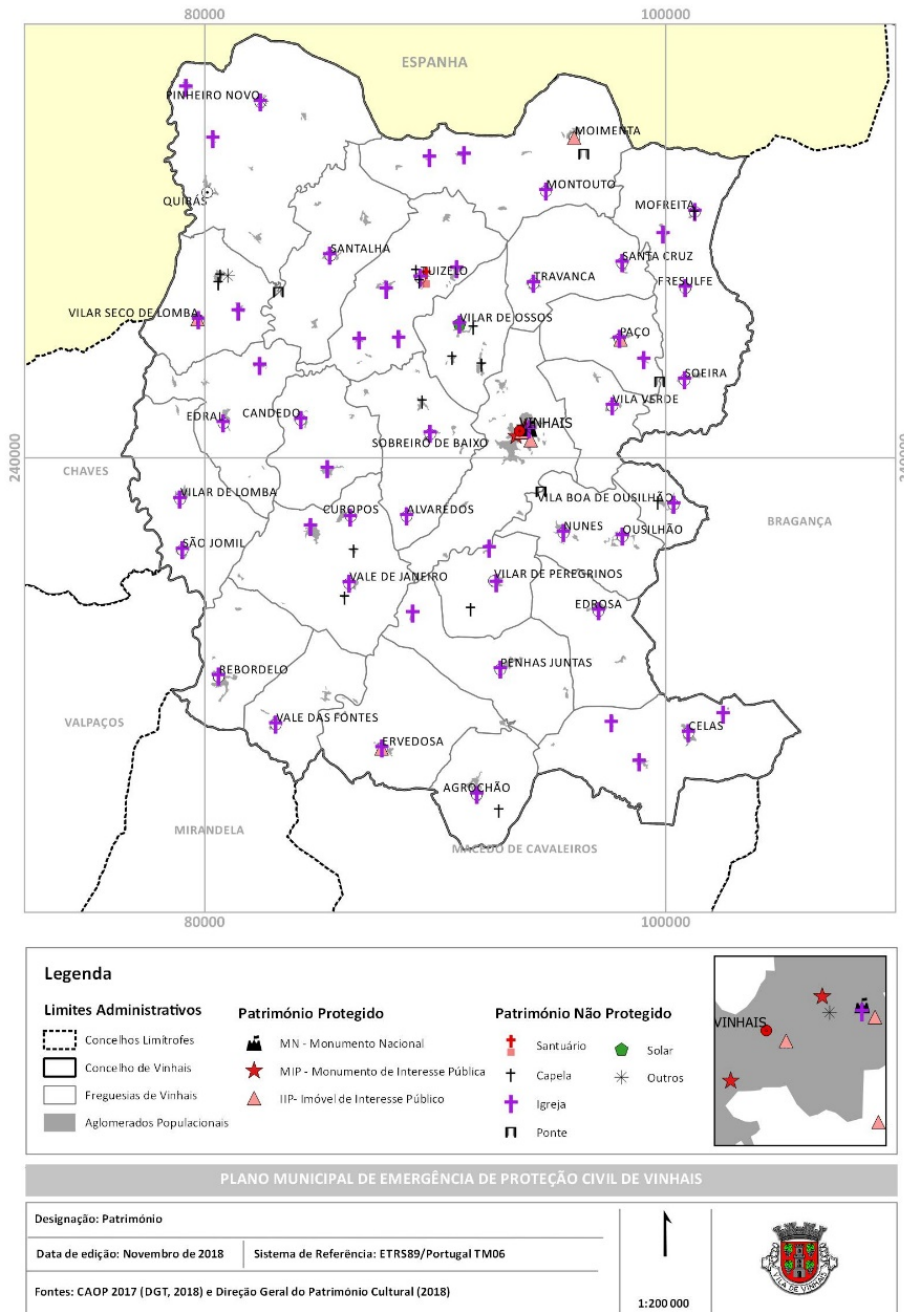 80000
100000
ESPANHA
PINHEIRO NOVO
MOIMENTA
MONTOUTO
QUIRÁS
MOFREITA
SANTALHA
TUIZELO
SANTA CRUZ
TRAVANCA
FRESULFE
VILAR SECO DE LOMBA
VILAR DE OSSOS
PAÇO
SOEIRA
VILA VERDE
EDRAL
CANDEDO
VINHAIS
SOBREIRO DE BAIXO
240000
240000
CHAVES
VILAR DE LOMBA
VILA BOA DE OUSILHÃO
CUROPOS
ALVAREDOS
BRAGANÇA
NUNES
OUSILHÃO
SÃO JOMIL
VALE DE JANEIRO
VILAR DE PEREGRINOS
EDROSA
REBORDELO
PENHAS JUNTAS
VALPAÇOS
VALE DAS FONTES
CELAS
ERVEDOSA
AGROCHÃO
MIRANDELA
MACEDO DE CAVALEIROS
80000
100000
Legenda
Limites Administrativos
Concelhos Limítrofes
Concelho de Vinhais
Freguesias de Vinhais
Aglomerados Populacionais
Património Protegido
MN - Monumento Nacional
MIP - Monumento de Interesse Pública
IIP- Imóvel de Interesse Público
Património Não Protegido
Santuário
Capela
Igreja
Ponte
Solar
Outros
VINHAIS
PLANO MUNICIPAL DE EMERGÊNCIA DE PROTEÇÃO CIVIL DE VINHAIS
Designação: Património
Data de edição: Novembro de 2018
Sistema de Referência: ETRS89/Portugal TM06
Fontes: CAOP 2017 (DGT, 2018) e Direção Geral do Património Cultural (2018)
1:200 000
VILA DE VINHAIS